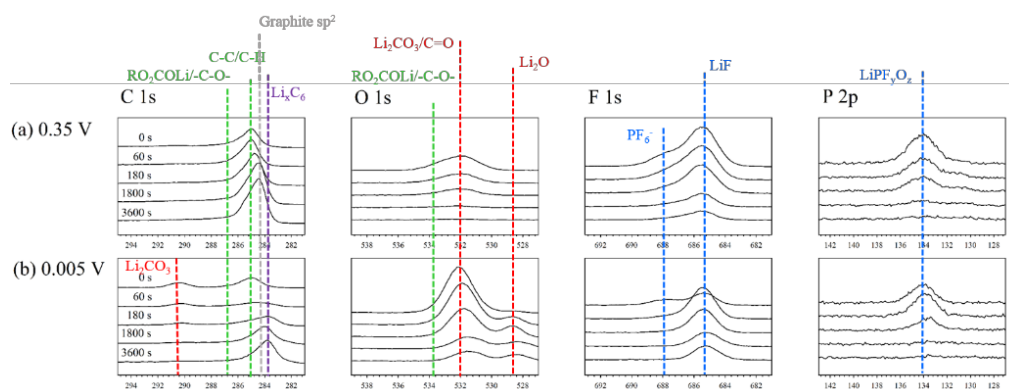 Graphite sp²
Li₂CO₃/C=O
C-C/C-H
Li₂O
RO₂COLi/-C-O-
RO₂COLi/-C-O-
LiF
LiPFᵧO_z
LiₓC₆
C 1s
O 1s
F 1s
P 2p
(a) 0.35 V
PF₆⁻
0 s
60 s
180 s
1800 s
3600 s
294 292 290 288 286 284 282 281
538 536 534 532 530 528
692 690 688 686 684 682
142 140 138 136 134 132 130 128
(b) 0.005 V
Li₂CO₃
0 s
60 s
180 s
1800 s
3600 s
294 292 290 288 286 284 282 281
538 536 534 532 530 528
692 690 688 686 684 682
142 140 138 136 134 132 130 128